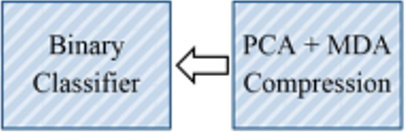 Binary
Classifier
PCA + MDA
Compression